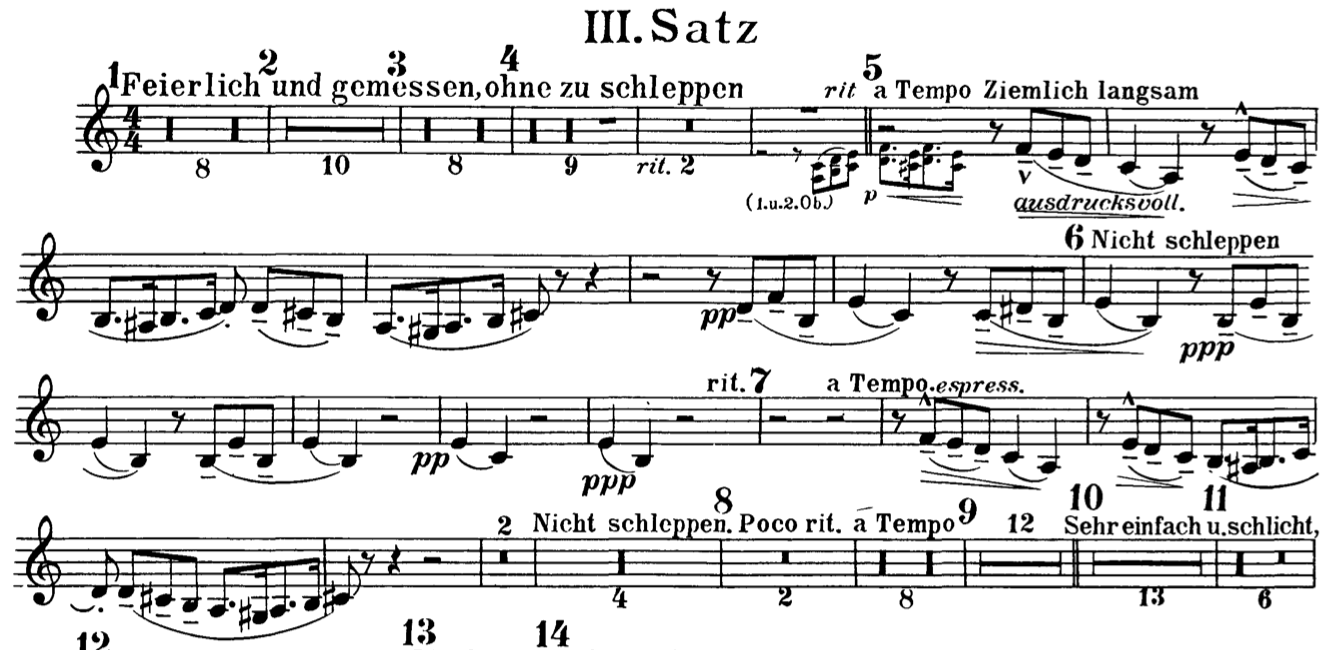 III. Satz
1 2 3 4 5
Feierlich und gemessen, ohne zu schleppen rit a Tempo Ziemlich langsam
4
4
8 10 8 9 rit. 2 (1.u.2.Ob.) p ausdrucksvoll.
6 Nicht schleppen
pp ppp
rit. 7 a Tempo. espress.
pp ppp
8 9 10 11
2 Nicht schleppen. Poco rit. a Tempo 12 Sehr einfach u. schlicht,
4 2 8 13 6
12 13 14